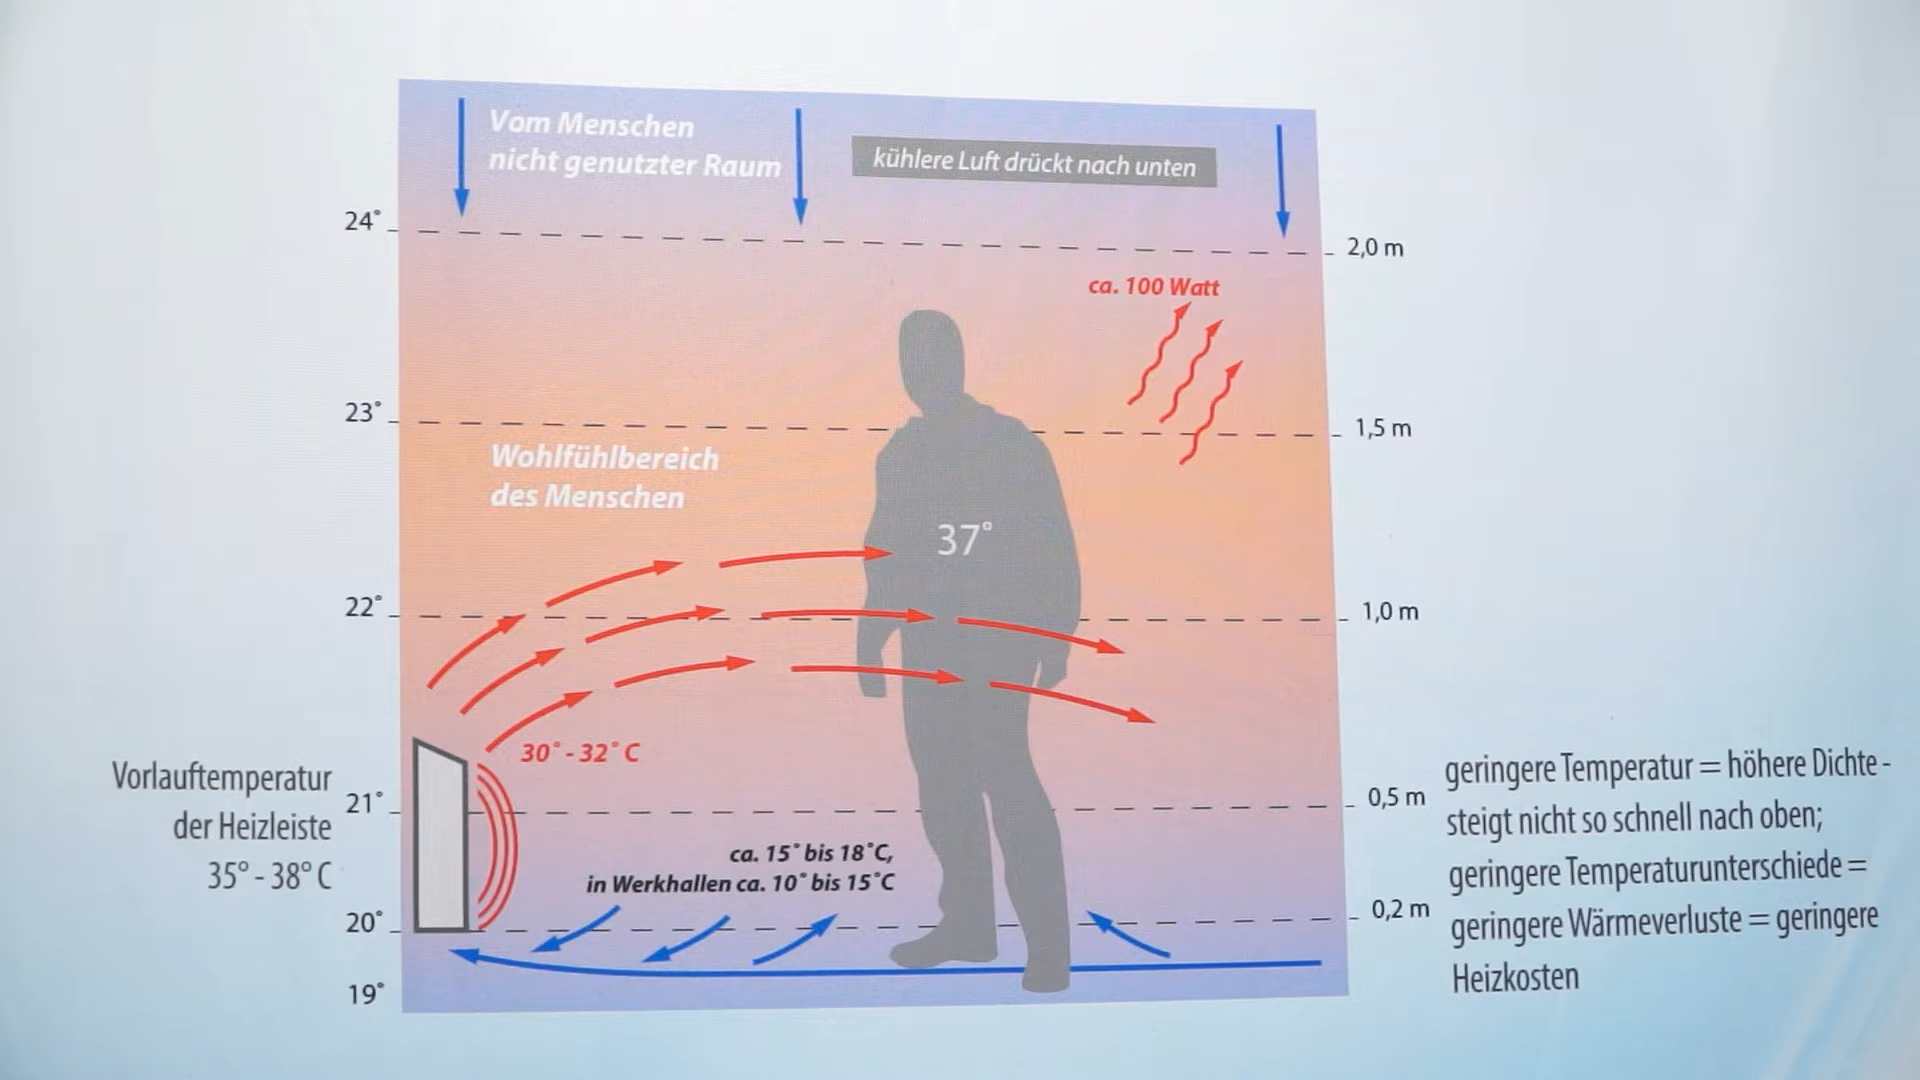 Vom Menschen
nicht genutzter Raum
kühlere Luft drückt nach unten
24°
2,0 m
ca. 100 Watt
23°
1,5 m
Wohlfühlbereich
des Menschen
37°
22°
1,0 m
30° - 32° C
Vorlauftemperatur
der Heizleiste
35° - 38° C
21°
0,5 m
ca. 15° bis 18°C,
in Werkhallen ca. 10° bis 15°C
20°
0,2 m
19°
geringere Temperatur = höhere Dichte -
steigt nicht so schnell nach oben;
geringere Temperaturunterschiede =
geringere Wärmeverluste = geringere
Heizkosten